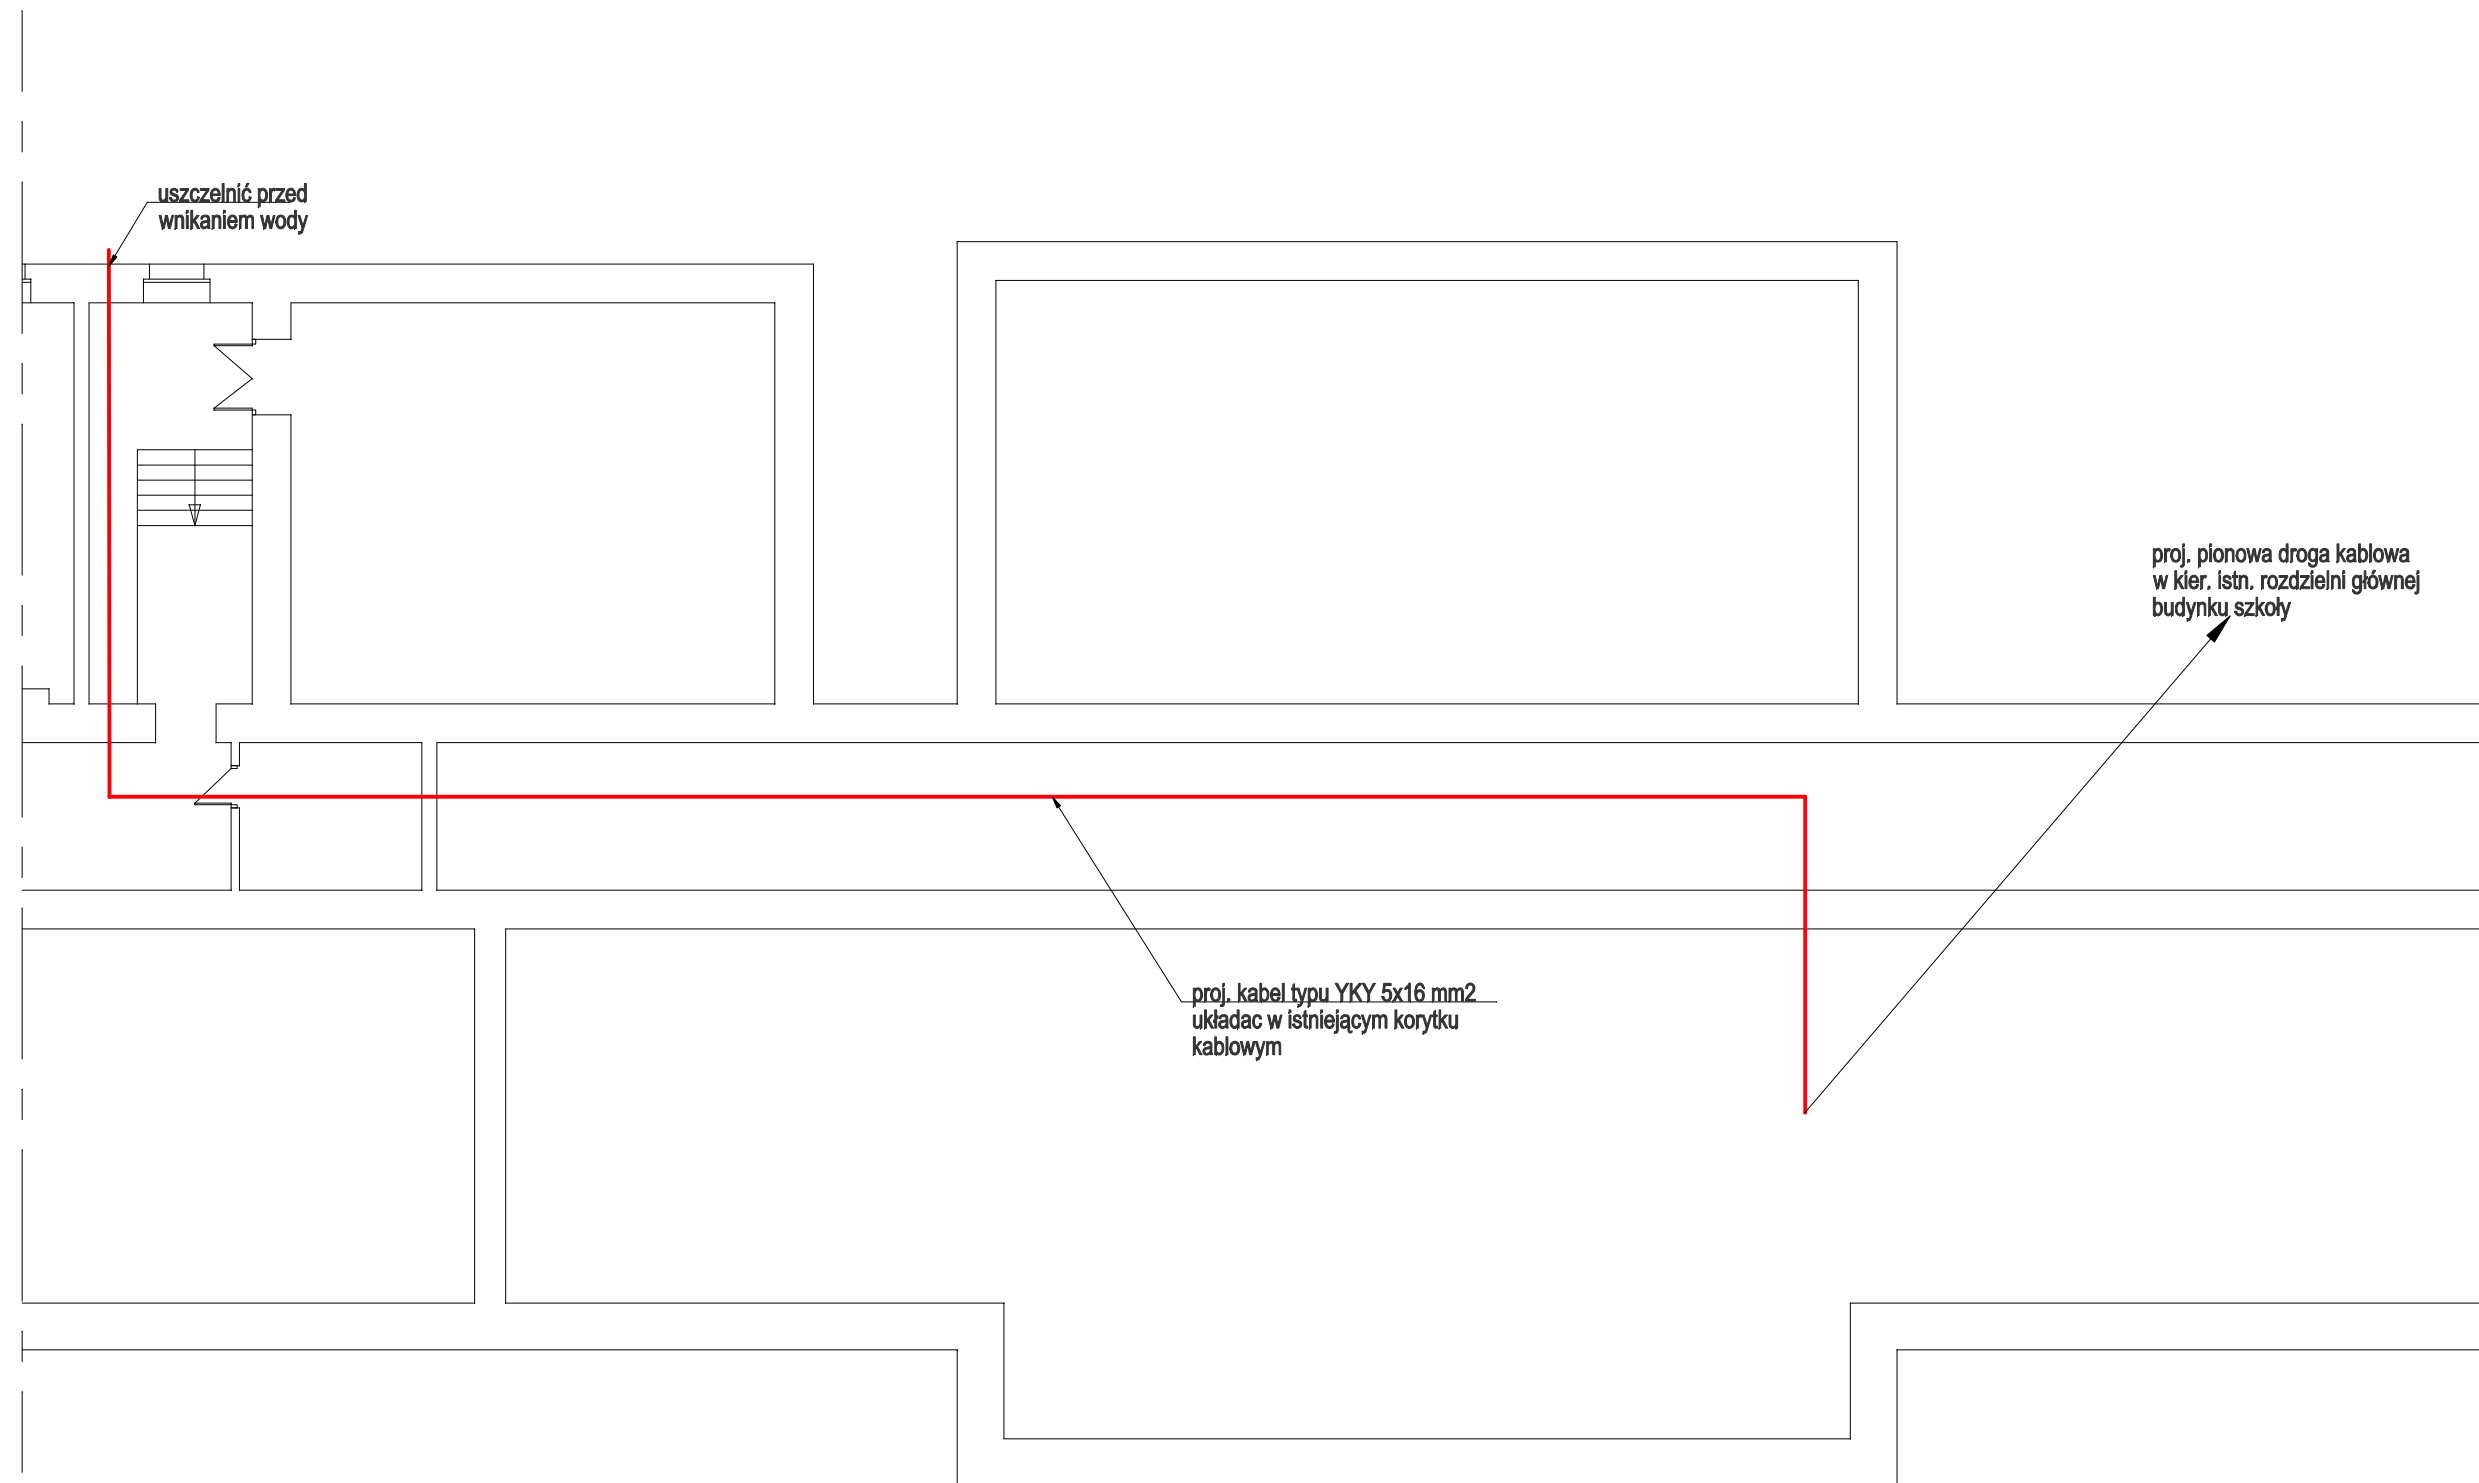 uszczelnić przed
wnikaniem wody
proj. pionowa droga kablowa
w kier. istn. rozdzielni głównej
budynku szkoły
proj. kabel typu YKY 5x16 mm2
układac w istniejącym korytku
kablowym